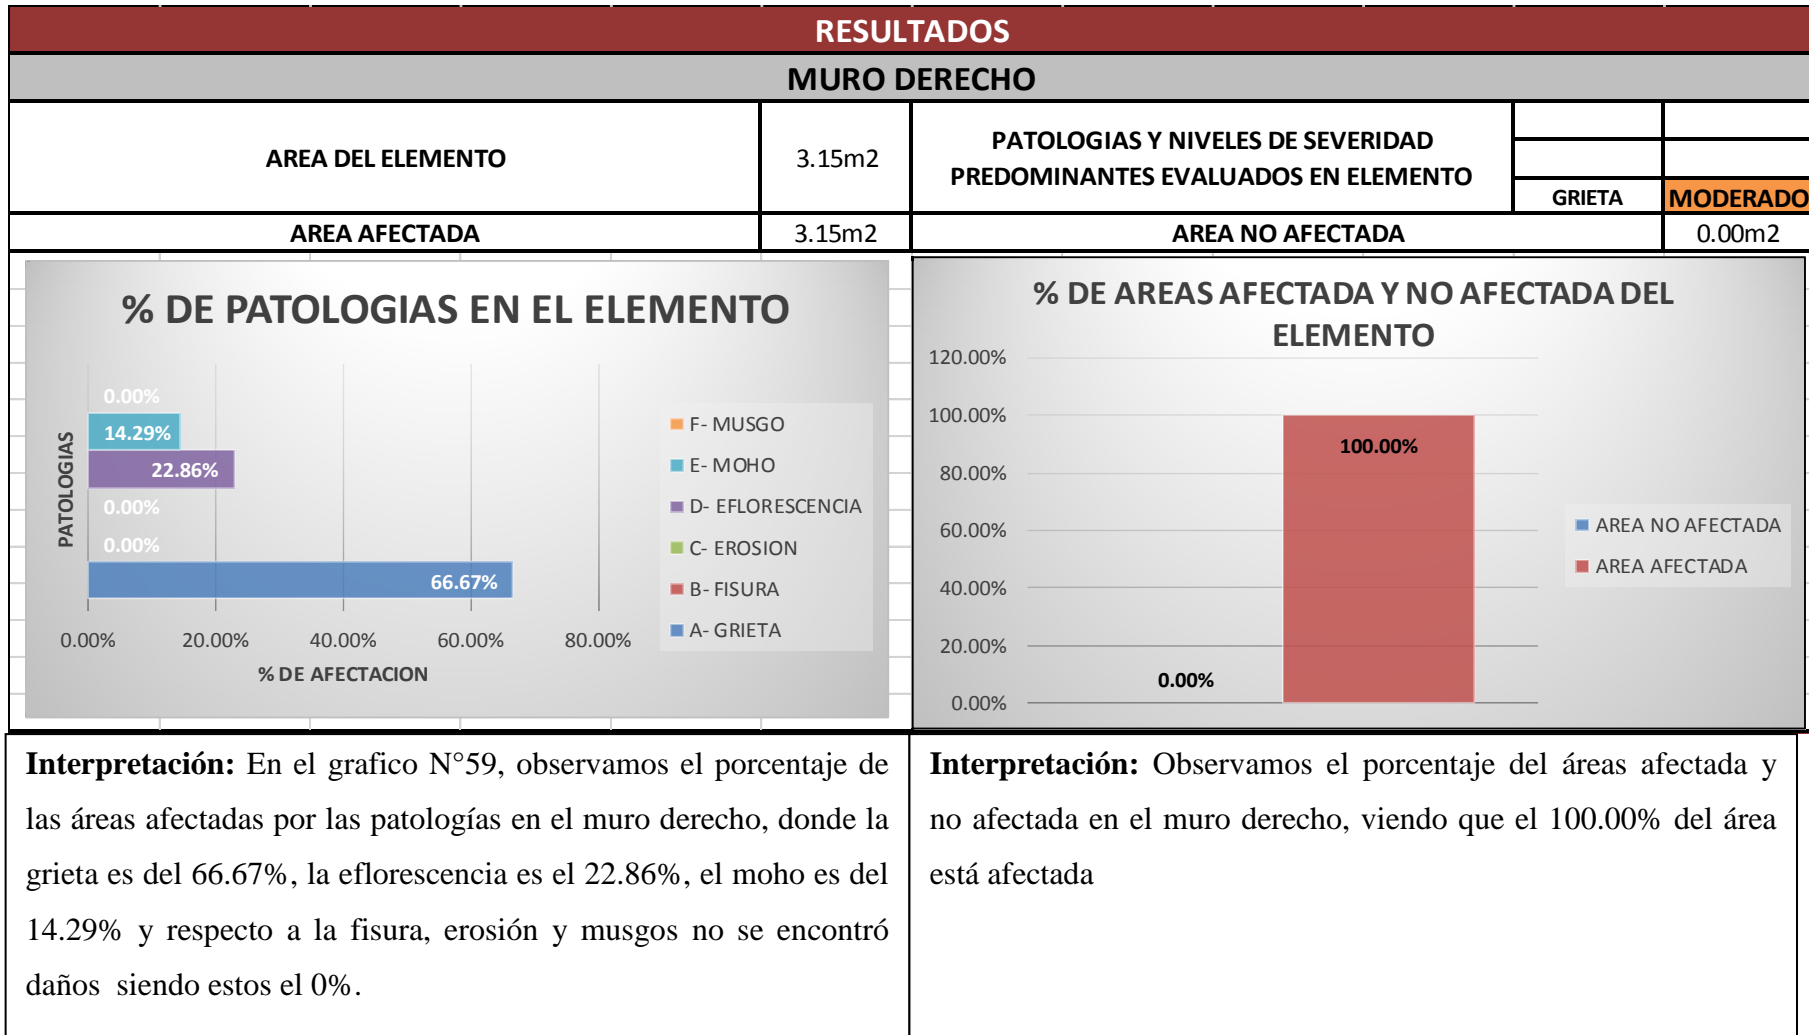 RESULTADOS
MURO DERECHO
AREA DEL ELEMENTO
3.15m2
PATOLOGIAS Y NIVELES DE SEVERIDAD
PREDOMINANTES EVALUADOS EN ELEMENTO
GRIETA
MODERADO
AREA AFECTADA
3.15m2
AREA NO AFECTADA
0.00m2
% DE PATOLOGIAS EN EL ELEMENTO
PATOLOGIAS
0.00%
14.29%
22.86%
0.00%
0.00%
66.67%
0.00%
20.00%
40.00%
60.00%
80.00%
% DE AFECTACION
F- MUSGO
E- MOHO
D- EFLORESCENCIA
C- EROSION
B- FISURA
A- GRIETA
% DE AREAS AFECTADA Y NO AFECTADA DEL
ELEMENTO
120.00%
100.00%
80.00%
60.00%
40.00%
20.00%
0.00%
0.00%
100.00%
AREA NO AFECTADA
AREA AFECTADA
Interpretación: En el grafico N°59, observamos el porcentaje de
las áreas afectadas por las patologías en el muro derecho, donde la
grieta es del 66.67%, la eflorescencia es el 22.86%, el moho es del
14.29% y respecto a la fisura, erosión y musgos no se encontró
daños siendo estos el 0%.
Interpretación: Observamos el porcentaje del áreas afectada y
no afectada en el muro derecho, viendo que el 100.00% del área
está afectada